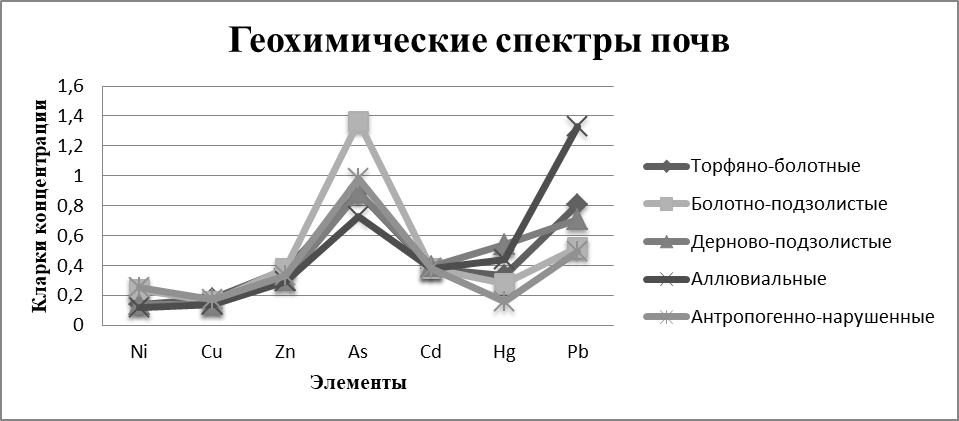 Геохимические спектры почв
Кларки концентрации
1,6
1,4
1,2
1
0,8
0,6
0,4
0,2
0
Ni Cu Zn As Cd Hg Pb
Элементы
Торфяно-болотные
Болотно-подзолистые
Дерново-подзолистые
Аллювиальные
Антропогенно-нарушенные